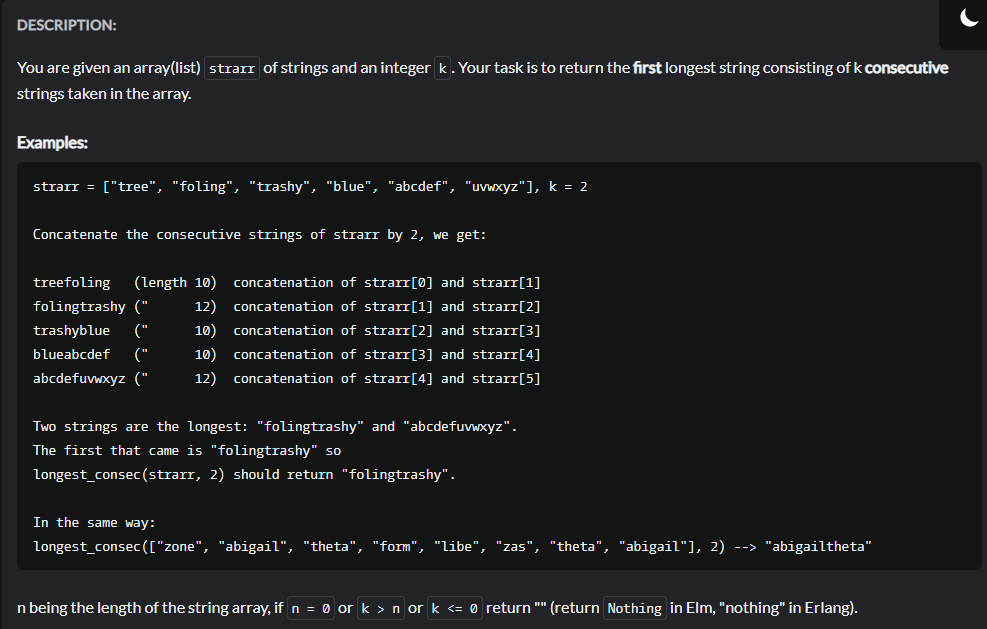 DESCRIPTION:
You are given an array(list) strarr of strings and an integer k. Your task is to return the first longest string consisting of k consecutive
strings taken in the array.
Examples:
strarr = ["tree", "foling", "trashy", "blue", "abcdef", "uvwxyz"], k = 2
Concatenate the consecutive strings of strarr by 2, we get:
treefoling   (length 10)  concatenation of strarr[0] and strarr[1]
folingtrashy ("      12)  concatenation of strarr[1] and strarr[2]
trashyblue   ("      10)  concatenation of strarr[2] and strarr[3]
blueabcdef   ("      10)  concatenation of strarr[3] and strarr[4]
abcdefuvwxyz ("      12)  concatenation of strarr[4] and strarr[5]
Two strings are the longest: "folingtrashy" and "abcdefuvwxyz".
The first that came is "folingtrashy" so
longest_consec(strarr, 2) should return "folingtrashy".
In the same way:
longest_consec(["zone", "abigail", "theta", "form", "libe", "zas", "theta", "abigail"], 2) --> "abigailtheta"
n being the length of the string array, if n = 0 or k > n or k <= 0 return "" (return Nothing in Elm, "nothing" in Erlang).